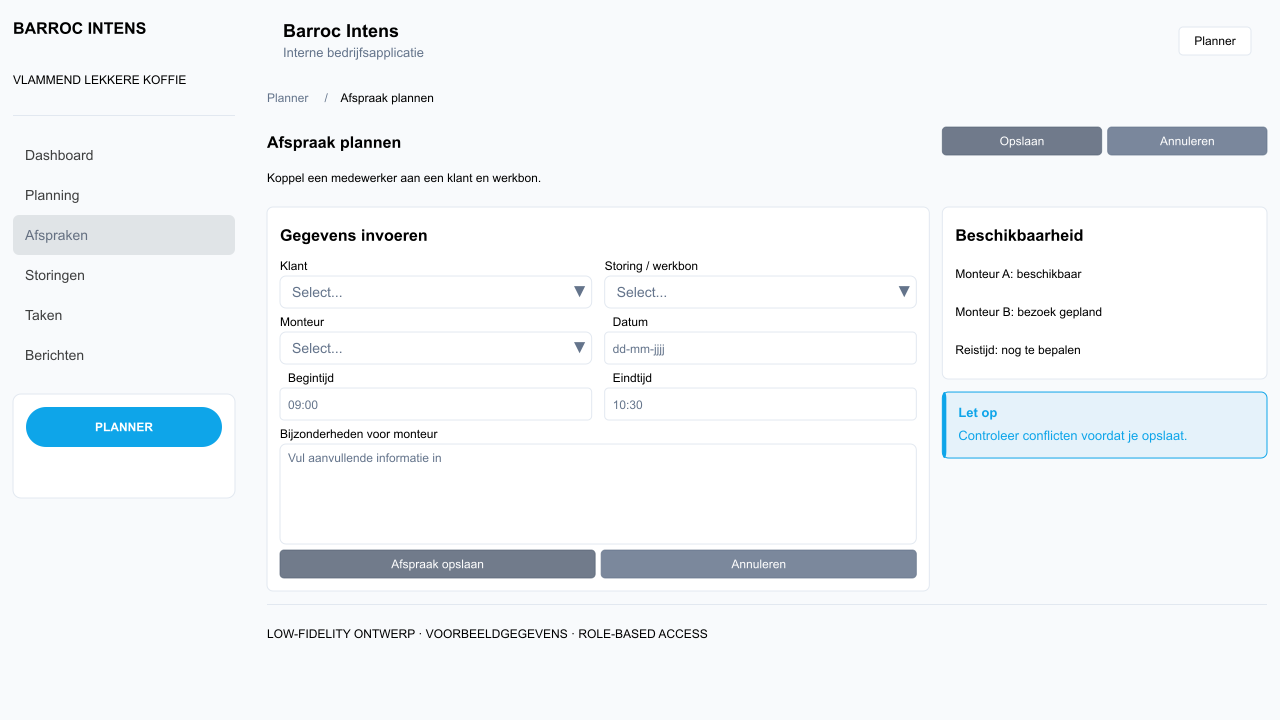 BARROC INTENS
VLAMMEND LEKKERE KOFFIE
Dashboard
Planning
Afspraken
Storingen
Taken
Berichten
PLANNER
Barroc Intens
Interne bedrijfsapplicatie
Planner
Planner / Afspraak plannen
Afspraak plannen
Opslaan
Annuleren
Koppel een medewerker aan een klant en werkbon.
Gegevens invoeren
Klant
Select...
Storing / werkbon
Select...
Monteur
Select...
Datum
dd-mm-jjjj
Begintijd
09:00
Eindtijd
10:30
Bijzonderheden voor monteur
Vul aanvullende informatie in
Afspraak opslaan
Annuleren
Beschikbaarheid
Monteur A: beschikbaar
Monteur B: bezoek gepland
Reistijd: nog te bepalen
Let op
Controleer conflicten voordat je opslaat.
LOW-FIDELITY ONTWERP · VOORBEELDGEGEVENS · ROLE-BASED ACCESS